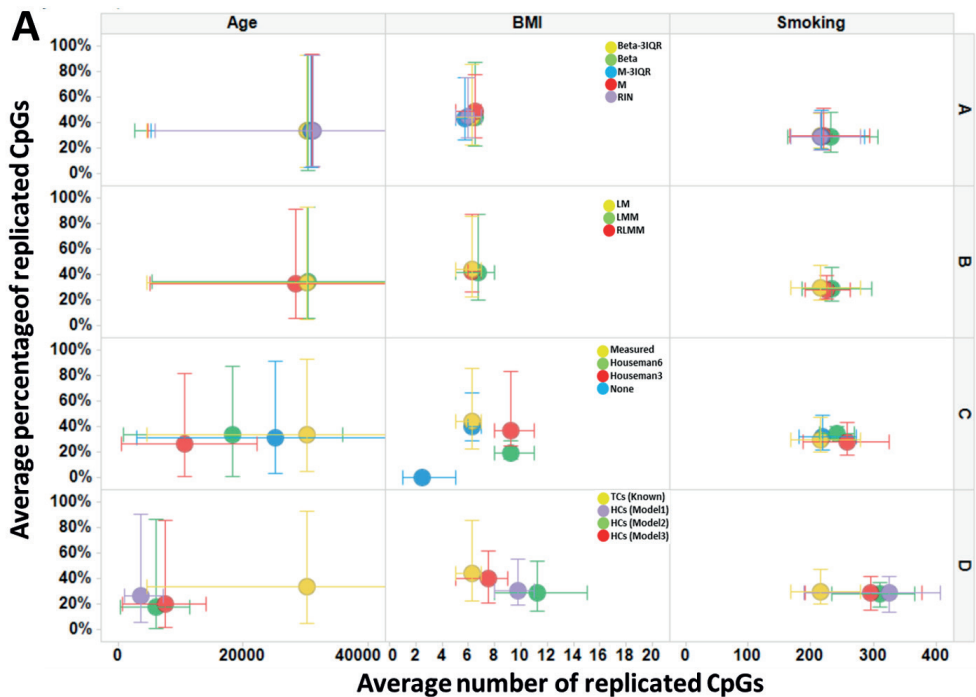 A
Age BMI Smoking
Average percentageof replicated CpGs
100%
80%
60%
40%
20%
0%
Beta-3IQR
Beta
M-3IQR
M
RIN
A
100%
80%
60%
40%
20%
0%
LM
LMM
RLMM
B
100%
80%
60%
40%
20%
0%
Measured
Houseman6
Houseman3
None
C
100%
80%
60%
40%
20%
0%
TCs (Known)
HCs (Model1)
HCs (Model2)
HCs (Model3)
D
0 20000 40000 0 2 4 6 8 10 12 14 16 18 20 0 100 200 300 400
Average number of replicated CpGs